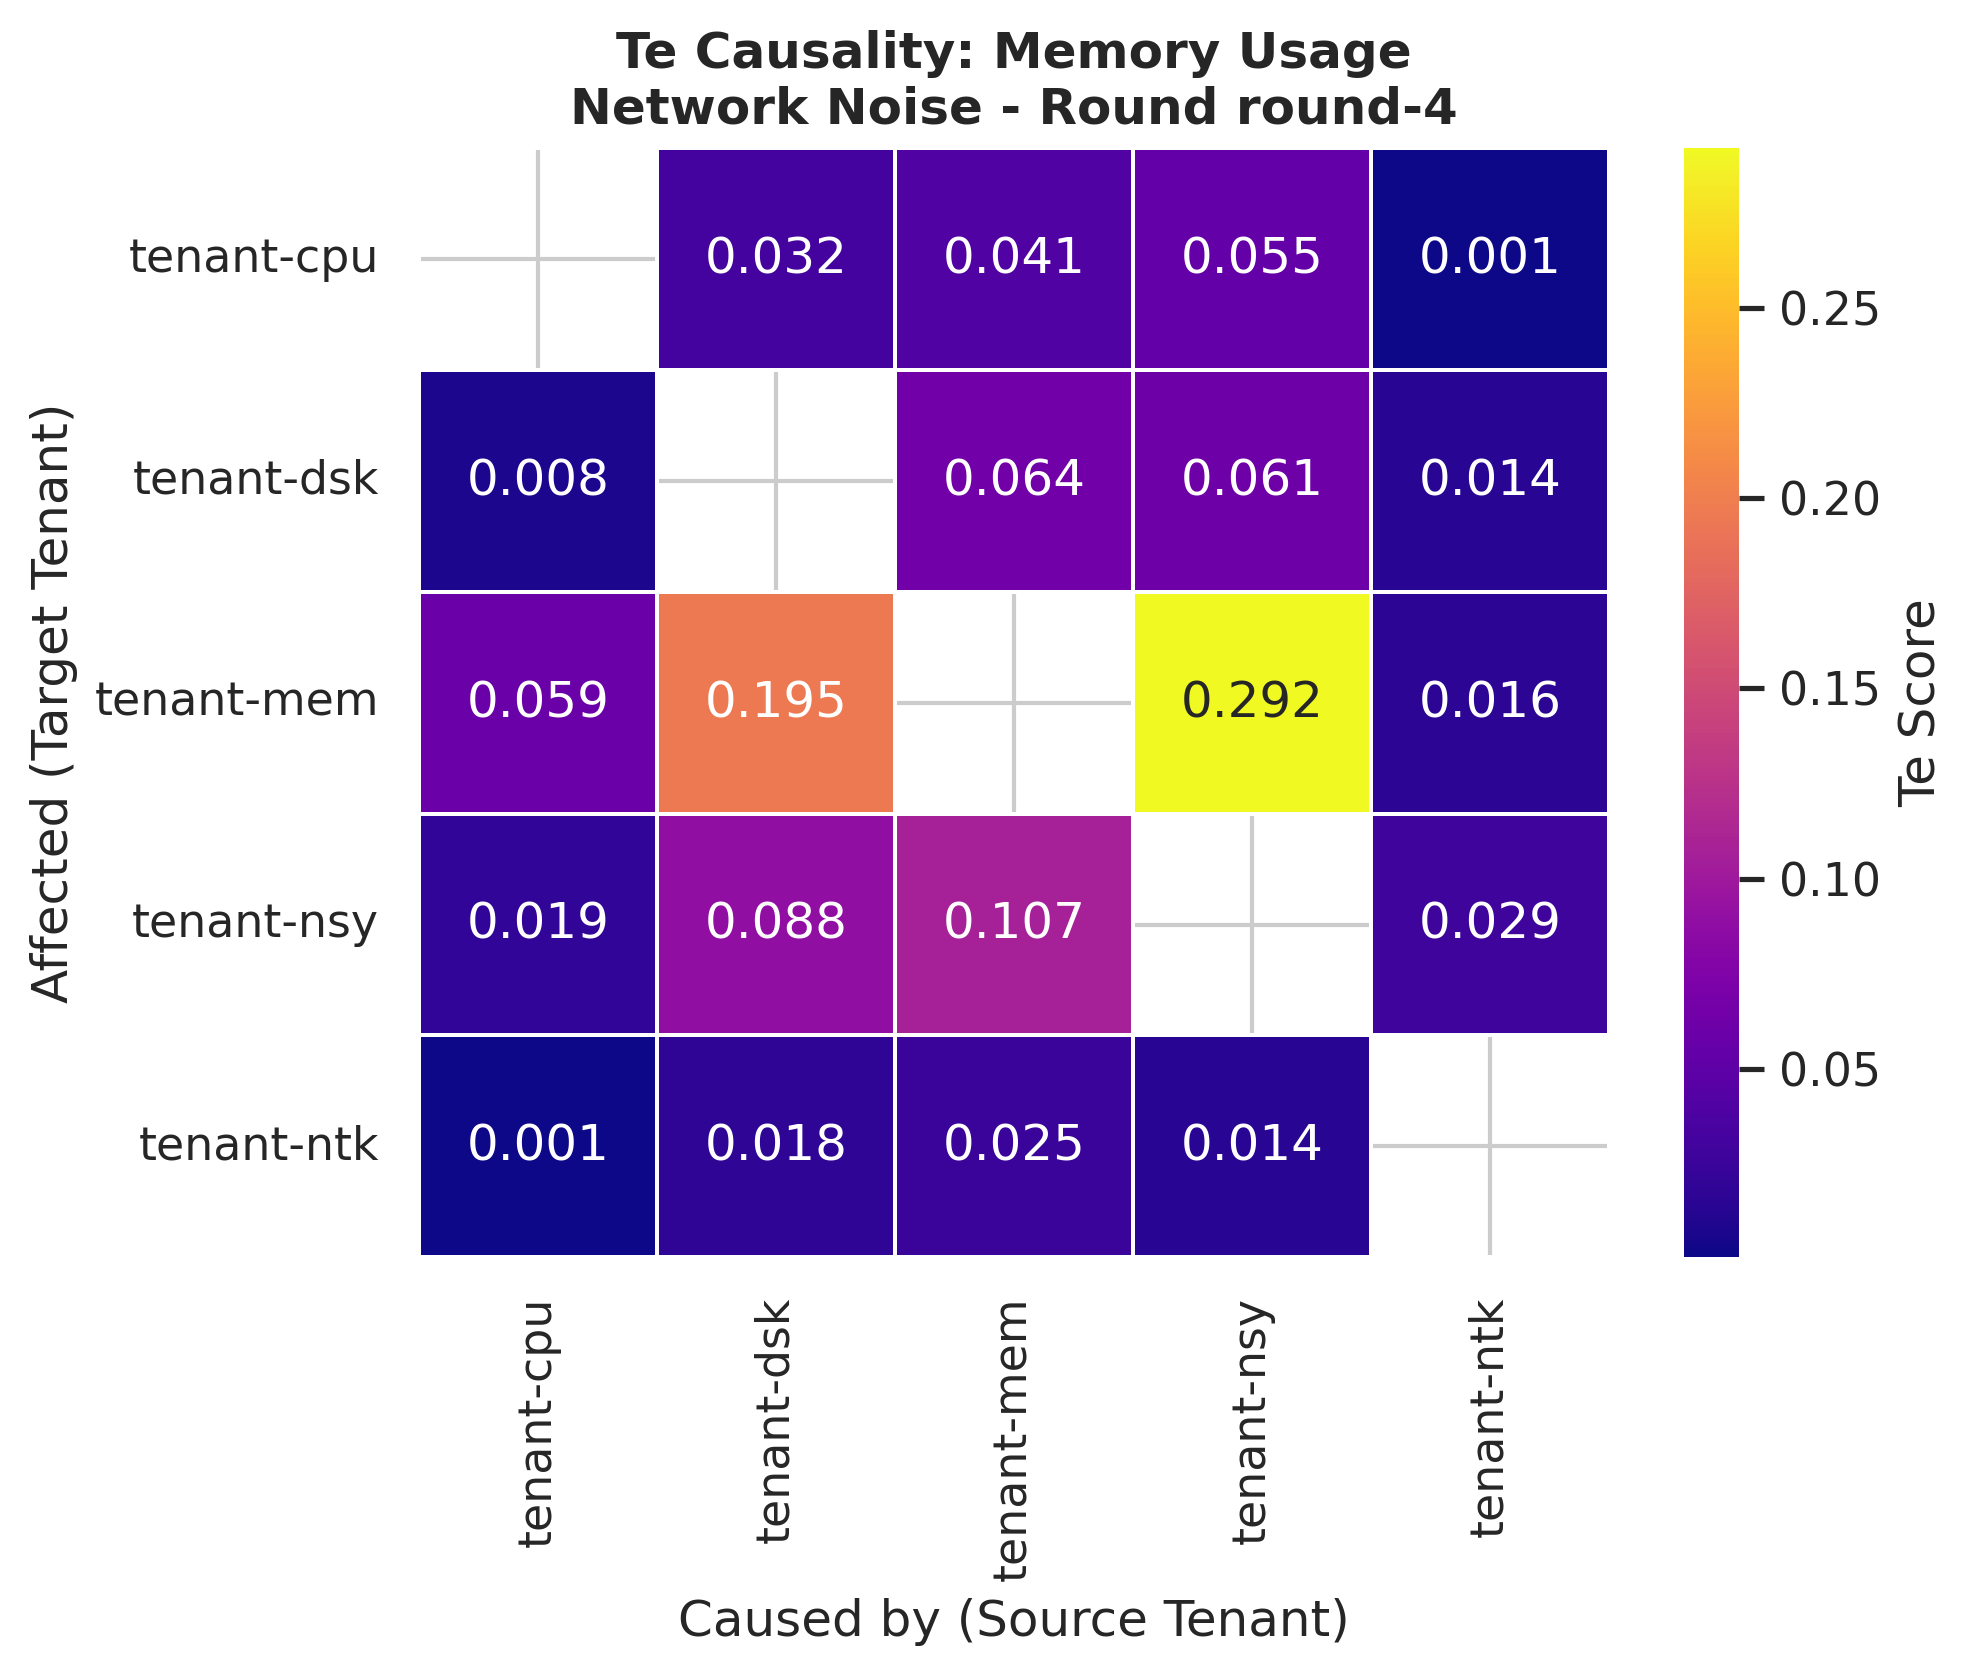 Te Causality: Memory Usage
Network Noise - Round round-4
Affected (Target Tenant)
tenant-cpu 0.032 0.041 0.055 0.001
tenant-dsk 0.008 0.064 0.061 0.014
tenant-mem 0.059 0.195 0.292 0.016
tenant-nsy 0.019 0.088 0.107 0.029
tenant-ntk 0.001 0.018 0.025 0.014
tenant-cpu tenant-dsk tenant-mem tenant-nsy tenant-ntk
Caused by (Source Tenant)
0.25
0.20
0.15
0.10
0.05
Te Score